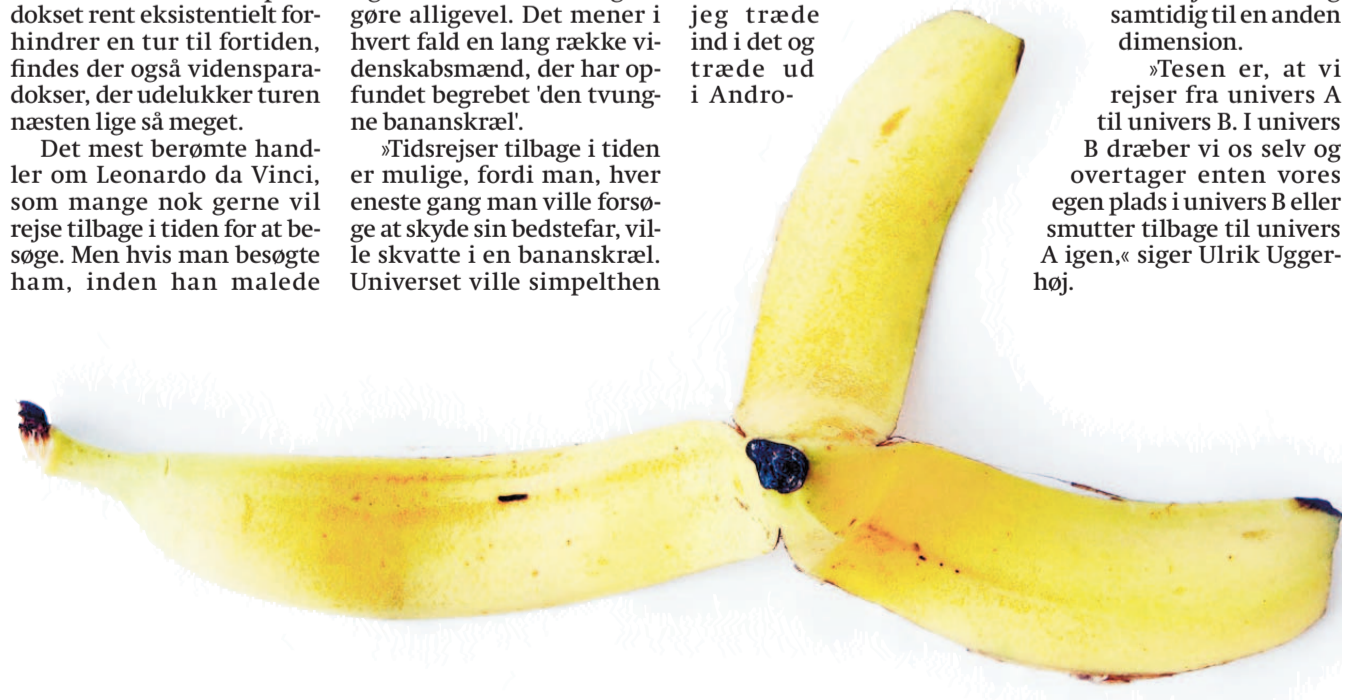 dokset rent eksistentielt for-
hindrer en tur til fortiden,
findes der også videnspara-
dokser, der udelukker turen
næsten lige så meget.
Det mest berømte hand-
ler om Leonardo da Vinci,
som mange nok gerne vil
rejse tilbage i tiden for at be-
søge. Men hvis man besøgte
ham, inden han malede
gøre alligevel. Det mener i
hvert fald en lang række vi-
denskabsmænd, der har op-
fundet begrebet 'den tvung-
ne bananskræl'.
»Tidsrejser tilbage i tiden
er mulige, fordi man, hver
eneste gang man ville forsø-
ge at skyde sin bedstefar, vil-
le skvatte i en bananskræl.
Universet ville simpelthen
jeg træde
ind i det og
træde ud
i Andro-
samtidig til en anden
dimension.
»Tesen er, at vi
rejser fra univers A
til univers B. I univers
B dræber vi os selv og
overtager enten vores
egen plads i univers B eller
smutter tilbage til univers
A igen,« siger Ulrik Ugger-
høj.